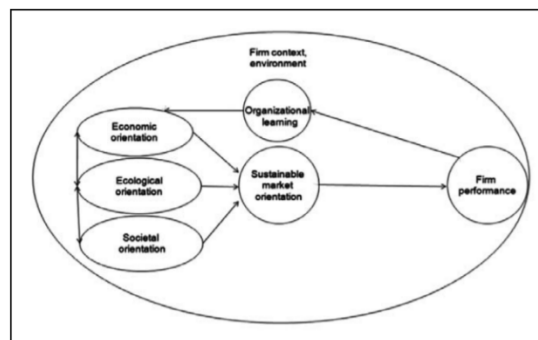 Firm context,
environment
Organizational
learning
Economic
orientation
Ecological
orientation
Societal
orientation
Sustainable
market
orientation
Firm
performance